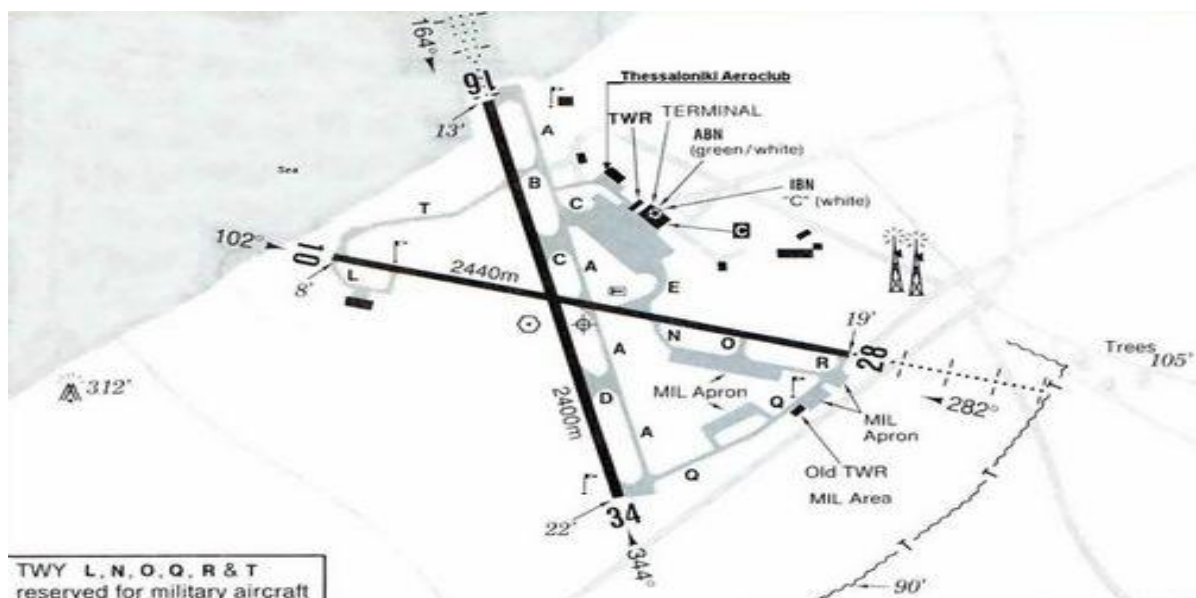 164°
16
13'
Thessaloniki Aeroclub
TWR
TERMINAL
ABN
(green/white)
IBN
"C" (white)
C
A
B
C
Sea
T
102°
10
8'
L
2440m
C
A
E
N
O
R
19'
28
282°
Trees
105'
312'
A
D
2400m
A
MIL Apron
Q
MIL
Apron
Old TWR
MIL Area
Q
22'
34
344°
T
T
90'
TWY L, N, O, Q, R & T
reserved for military aircraft